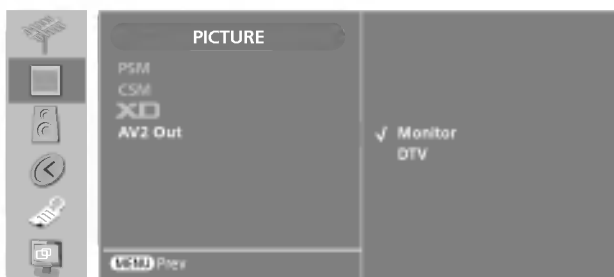 PICTURE
PSM
CSM
XD
AV2 Out
√ Monitor
DTV
MENU Prev